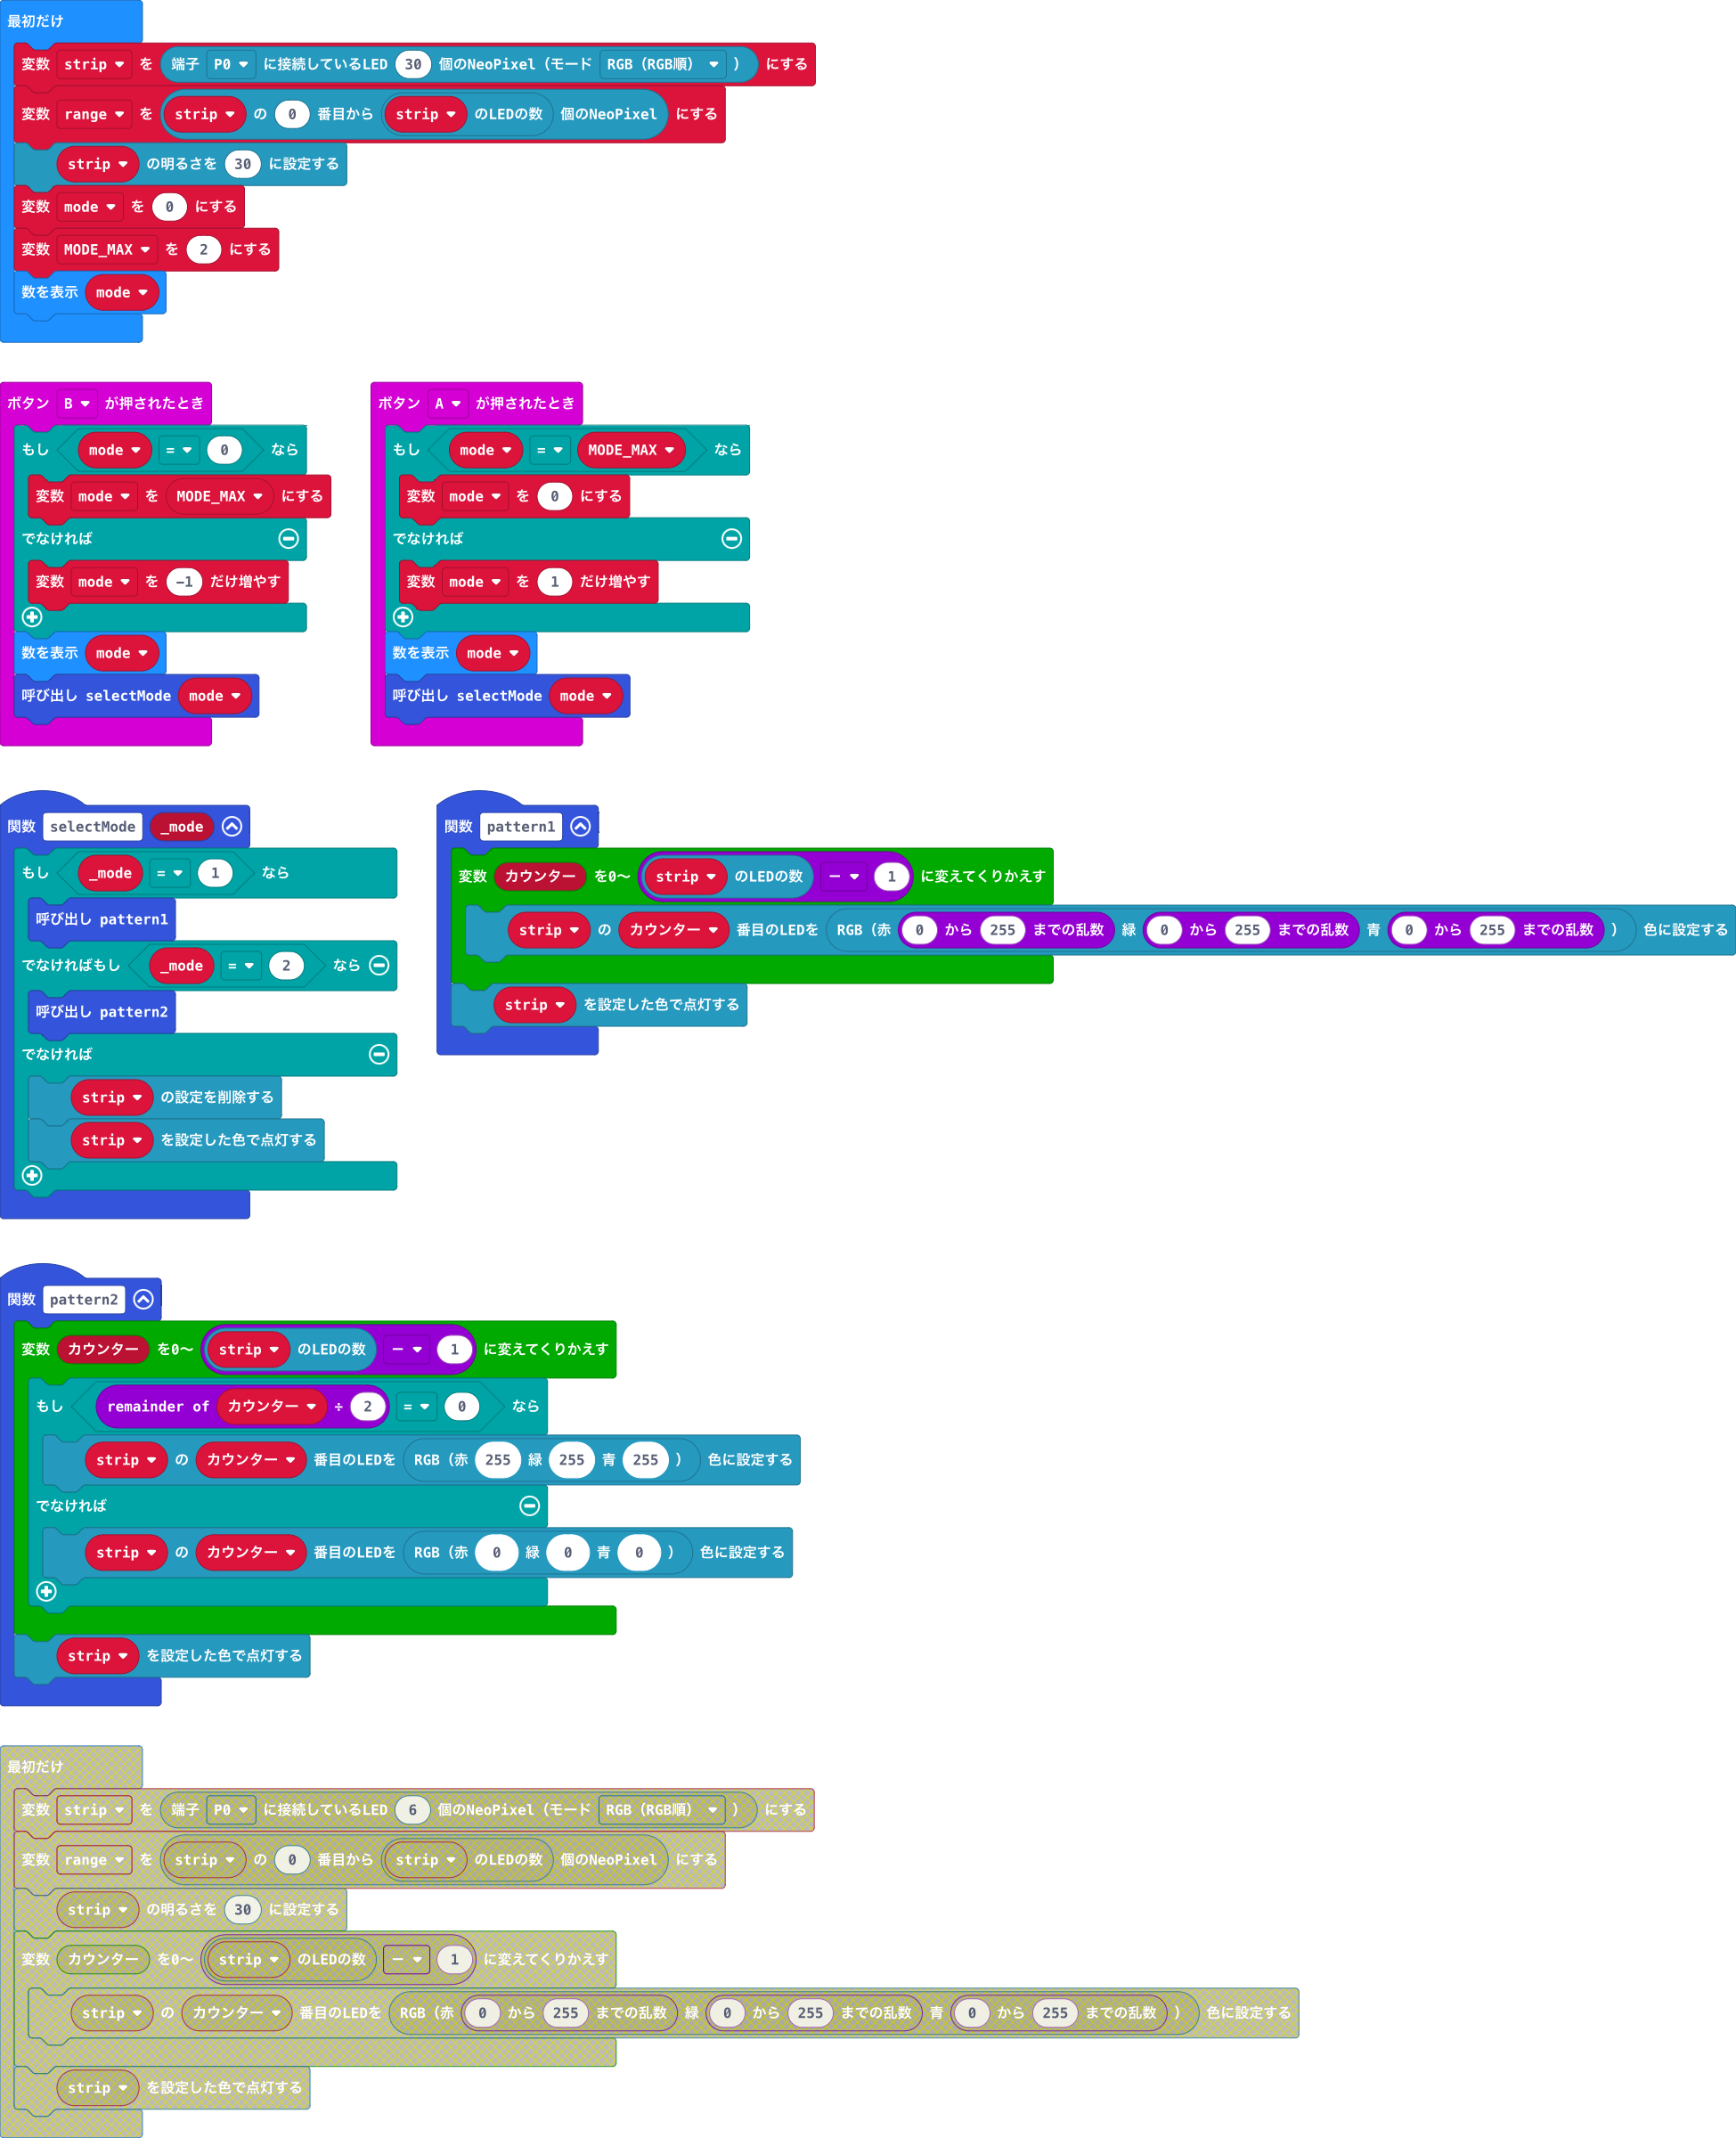 最初だけ
変数 strip を 端子 P0 に接続しているLED 30 個のNeoPixel（モード RGB（RGB順） ） にする
変数 range を strip の 0 番目から strip のLEDの数 個のNeoPixel にする
strip の明るさを 30 に設定する
変数 mode を 0 にする
変数 MODE_MAX を 2 にする
数を表示 mode
ボタン B が押されたとき
もし mode = 0 なら
変数 mode を MODE_MAX にする
でなければ
変数 mode を −1 だけ増やす
数を表示 mode
呼び出し selectMode mode
ボタン A が押されたとき
もし mode = MODE_MAX なら
変数 mode を 0 にする
でなければ
変数 mode を 1 だけ増やす
数を表示 mode
呼び出し selectMode mode
関数 selectMode _mode
もし _mode = 1 なら
呼び出し pattern1
でなければもし _mode = 2 なら
呼び出し pattern2
でなければ
strip の設定を削除する
strip を設定した色で点灯する
関数 pattern1
変数 カウンター を0〜 strip のLEDの数 − 1 に変えてくりかえす
strip の カウンター 番目のLEDを RGB（赤 0 から 255 までの乱数 緑 0 から 255 までの乱数 青 0 から 255 までの乱数 ） 色に設定する
strip を設定した色で点灯する
関数 pattern2
変数 カウンター を0〜 strip のLEDの数 − 1 に変えてくりかえす
もし remainder of カウンター ÷ 2 = 0 なら
strip の カウンター 番目のLEDを RGB（赤 255 緑 255 青 255 ） 色に設定する
でなければ
strip の カウンター 番目のLEDを RGB（赤 0 緑 0 青 0 ） 色に設定する
strip を設定した色で点灯する
最初だけ
変数 strip を 端子 P0 に接続しているLED 6 個のNeoPixel（モード RGB（RGB順） ） にする
変数 range を strip の 0 番目から strip のLEDの数 個のNeoPixel にする
strip の明るさを 30 に設定する
変数 カウンター を0〜 strip のLEDの数 − 1 に変えてくりかえす
strip の カウンター 番目のLEDを RGB（赤 0 から 255 までの乱数 緑 0 から 255 までの乱数 青 0 から 255 までの乱数 ） 色に設定する
strip を設定した色で点灯する